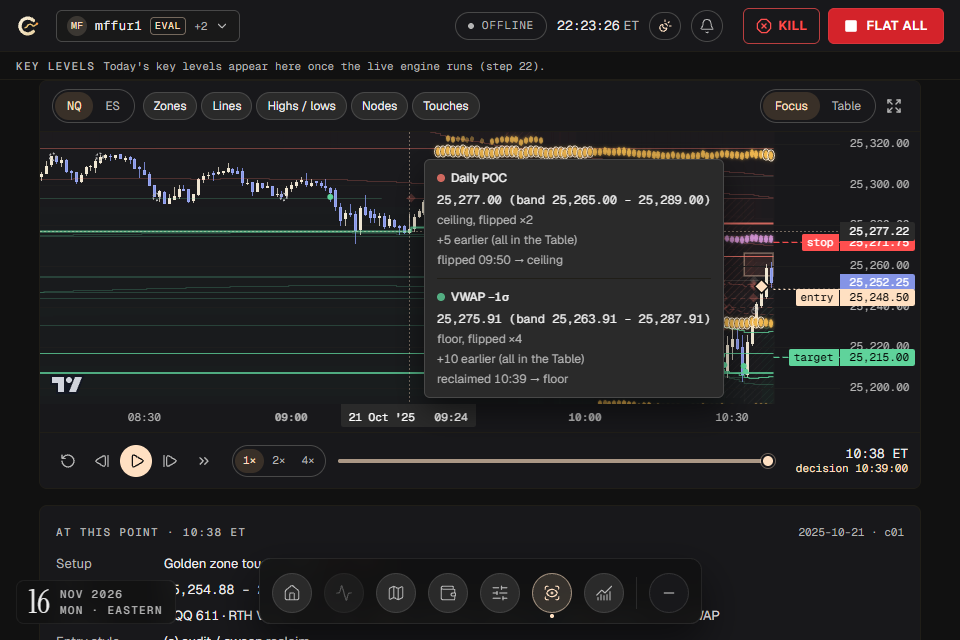 MF mffur1 EVAL +2
OFFLINE 22:23:26 ET KILL FLAT ALL
KEY LEVELS Today's key levels appear here once the live engine runs (step 22).
NQ ES Zones Lines Highs / lows Nodes Touches Focus Table
25,320.00
25,300.00
25,277.22
stop 25,271.75
25,260.00
25,252.25
entry 25,248.50
25,240.00
25,220.00
target 25,215.00
25,200.00
Daily POC
25,277.00 (band 25,265.00 – 25,289.00)
ceiling, flipped ×2
+5 earlier (all in the Table)
flipped 09:50 → ceiling
VWAP −1σ
25,275.91 (band 25,263.91 – 25,287.91)
floor, flipped ×4
+10 earlier (all in the Table)
reclaimed 10:39 → floor
08:30 09:00 21 Oct '25 09:24 10:00 10:30
1× 2× 4×
10:38 ET
decision 10:39:00
AT THIS POINT · 10:38 ET 2025-10-21 · c01
Setup Golden zone
5,254.88 –
QQ 611 · RTH
16 NOV 2026
MON · EASTERN